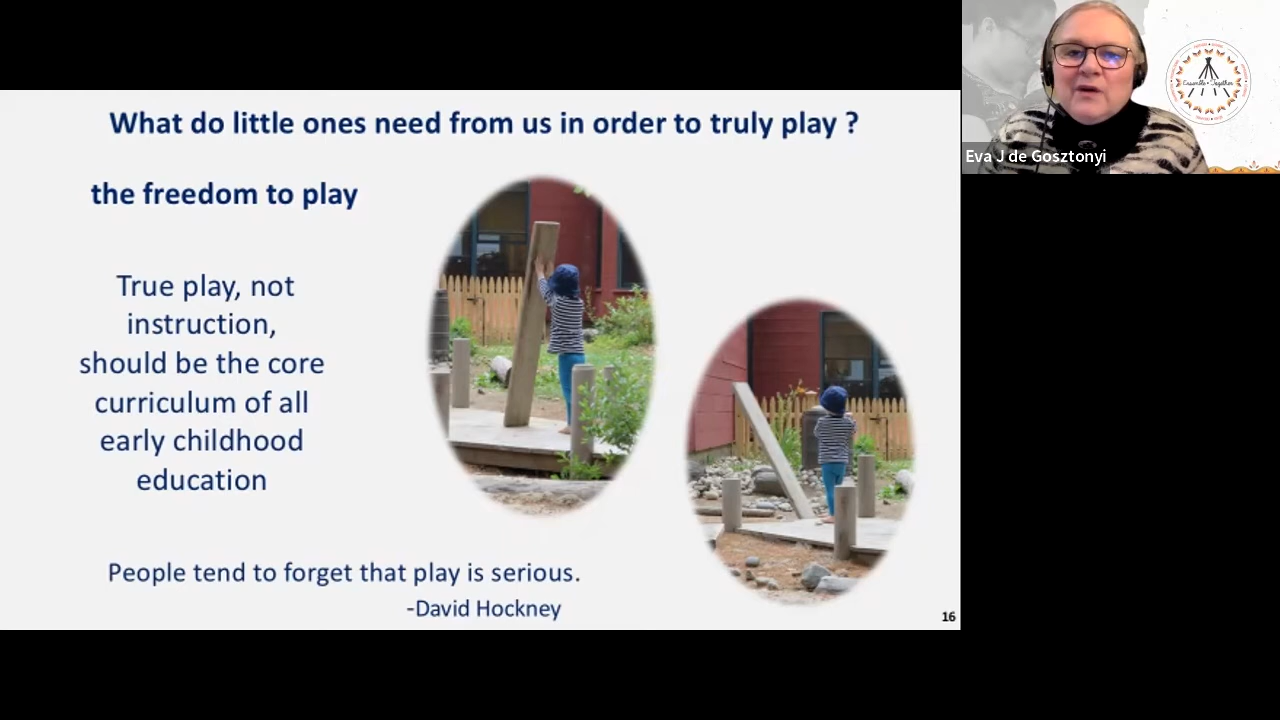 What do little ones need from us in order to truly play ?
the freedom to play
True play, not
instruction,
should be the core
curriculum of all
early childhood
education
People tend to forget that play is serious.
-David Hockney
16
Eva J de Gosztonyi
Ensemble • Together